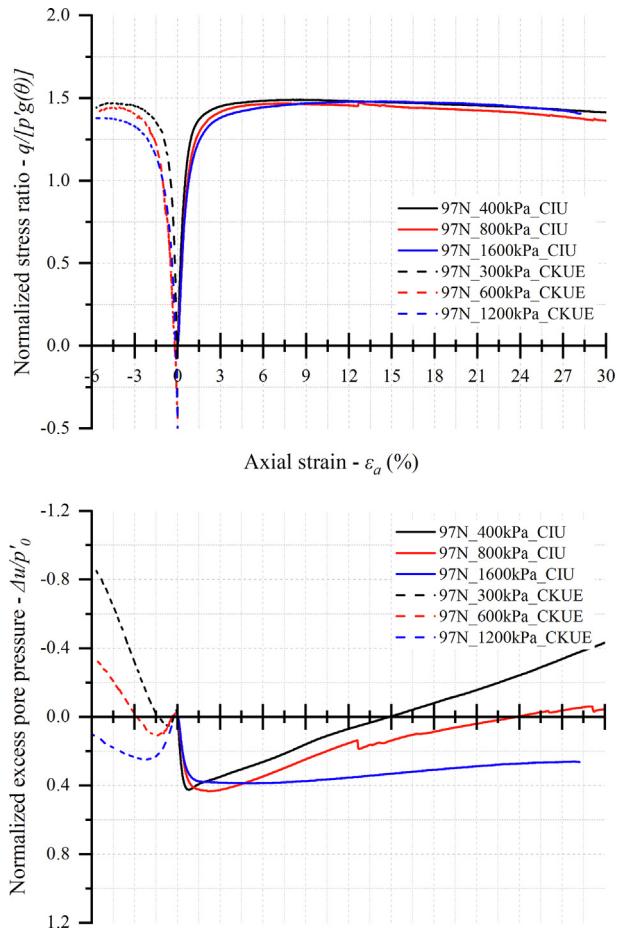 2.0
1.5
1.0
0.5
0.0
-0.5
Normalized stress ratio - q/[p'g(θ)]
97N_400kPa_CIU
97N_800kPa_CIU
97N_1600kPa_CIU
97N_300kPa_CKUE
97N_600kPa_CKUE
97N_1200kPa_CKUE
-6 -3 0 3 6 9 12 15 18 21 24 27 30
Axial strain - εa (%)
-1.2
-0.8
-0.4
0.0
0.4
0.8
1.2
Normalized excess pore pressure - Δu/p'0
97N_400kPa_CIU
97N_800kPa_CIU
97N_1600kPa_CIU
97N_300kPa_CKUE
97N_600kPa_CKUE
97N_1200kPa_CKUE